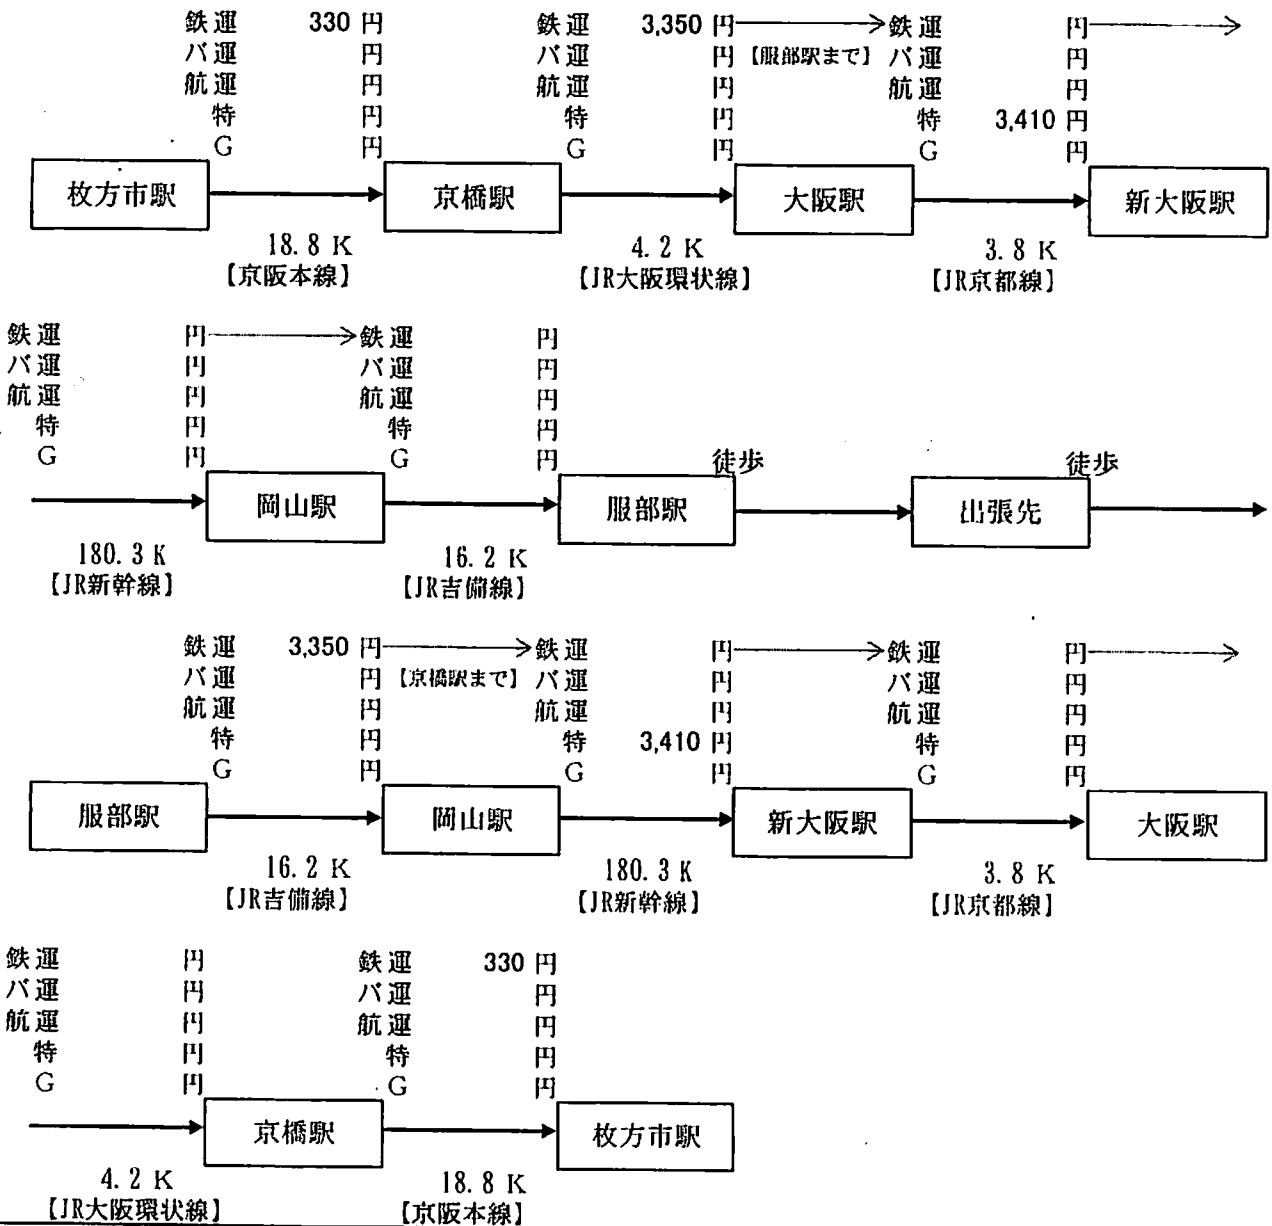 鉄運 330 円 鉄運 3,350 円 鉄運 円
バ運 円 バ運 円 【服部駅まで】 バ運 円
航運 円 航運 円 航運 円
特 円 特 円 特 3,410 円
G 円 G 円 G 円
枚方市駅 京橋駅 大阪駅 新大阪駅
18.8 K 4.2 K 3.8 K
【京阪本線】 【JR大阪環状線】 【JR京都線】
鉄運 円 鉄運 円
バ運 円 バ運 円
航運 円 航運 円
特 円 特 円
G 円 G 円 徒歩 徒歩
岡山駅 服部駅 出張先
180.3 K 16.2 K
【JR新幹線】 【JR吉備線】
鉄運 3,350 円 鉄運 円 鉄運 円
バ運 円 【京橋駅まで】 バ運 円 バ運 円
航運 円 航運 円 航運 円
特 円 特 3,410 円 特 円
G 円 G 円 G 円
服部駅 岡山駅 新大阪駅 大阪駅
16.2 K 180.3 K 3.8 K
【JR吉備線】 【JR新幹線】 【JR京都線】
鉄運 円 鉄運 330 円
バ運 円 バ運 円
航運 円 航運 円
特 円 特 円
G 円 G 円
京橋駅 枚方市駅
4.2 K 18.8 K
【JR大阪環状線】 【京阪本線】